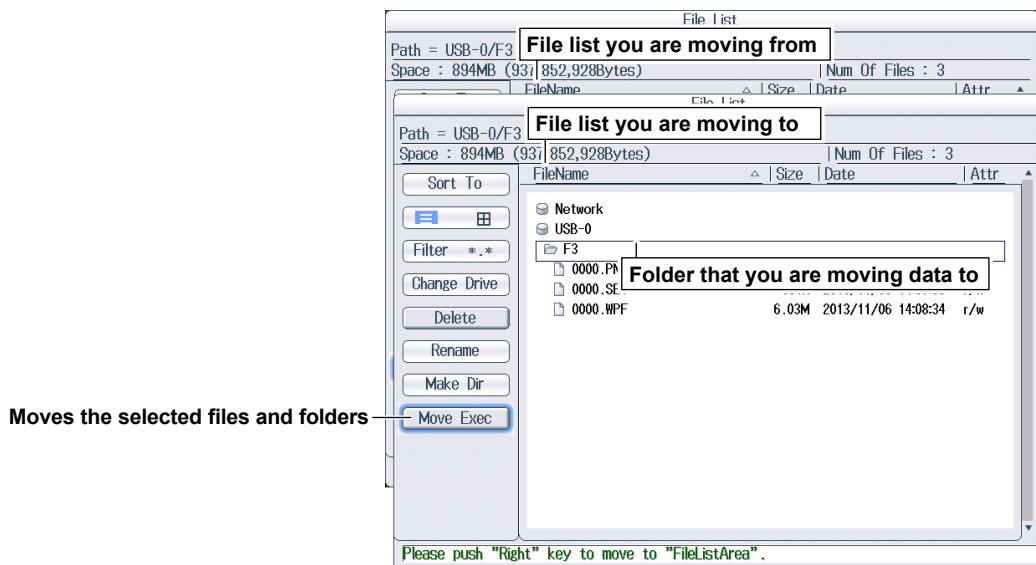 File List
Path = USB-0/F3
File list you are moving from
Space : 894MB (937,852,928Bytes) Num Of Files : 3
FileName Size Date Attr
File List
Path = USB-0/F3
File list you are moving to
Space : 894MB (937,852,928Bytes) Num Of Files : 3
Sort To
FileName Size Date Attr
Network
USB-0
Filter *.*
F3
0000.PN
Folder that you are moving data to
Change Drive
0000.SE
Delete
0000.WPF 6.03M 2013/11/06 14:08:34 r/w
Rename
Make Dir
Moves the selected files and folders
Move Exec
Please push "Right" key to move to "FileListArea".